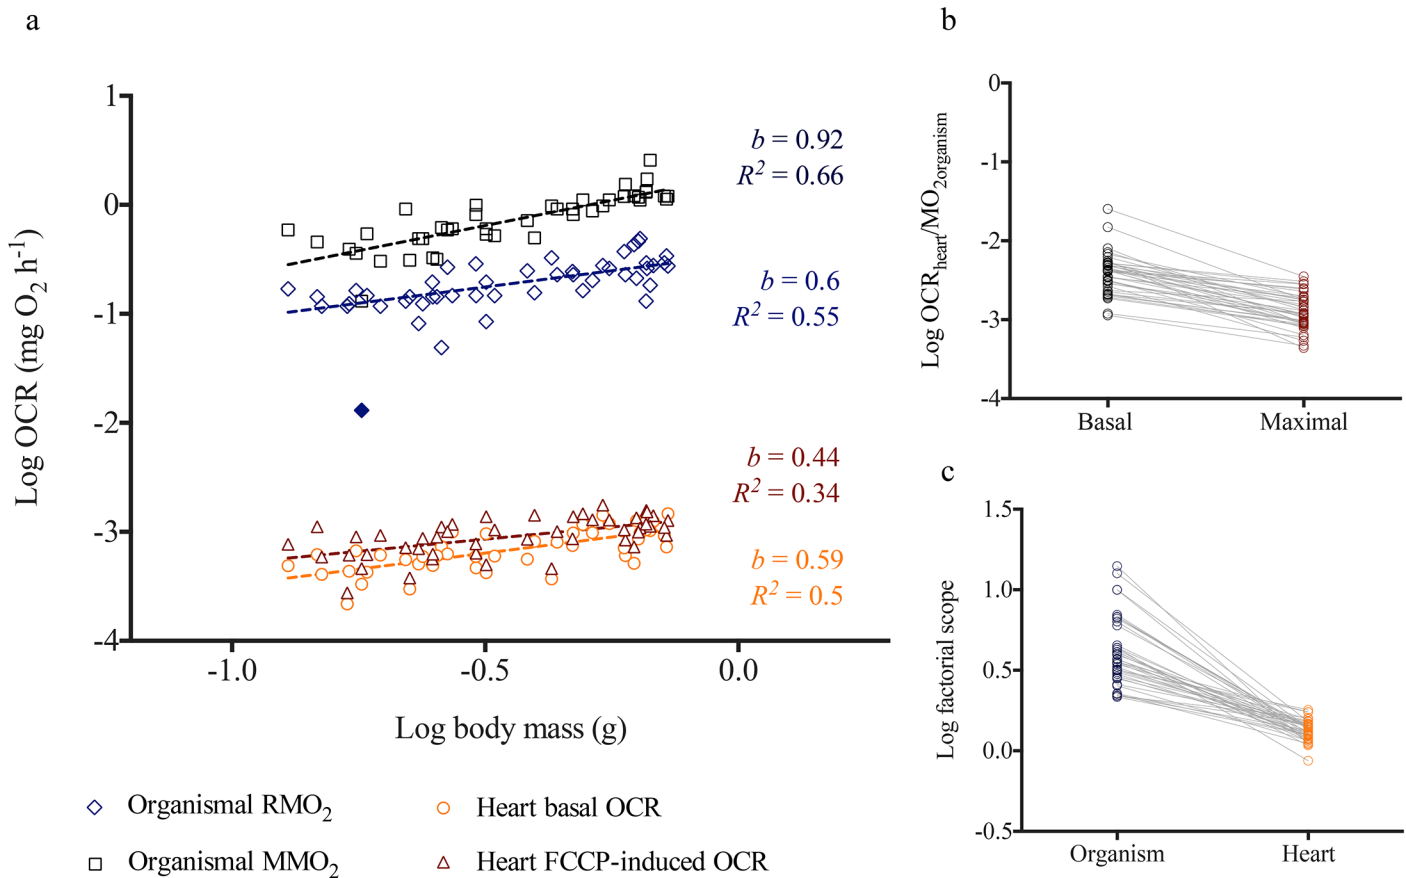 a
1
0
-1
-2
-3
-4
Log OCR (mg O2 h-1)
-1.0
-0.5
0.0
Log body mass (g)
b = 0.92
R2 = 0.66
b = 0.6
R2 = 0.55
b = 0.44
R2 = 0.34
b = 0.59
R2 = 0.5
Organismal RMO2
Organismal MMO2
Heart basal OCR
Heart FCCP-induced OCR
b
0
-1
-2
-3
-4
Log OCRheart/MO2organism
Basal
Maximal
c
1.5
1.0
0.5
0.0
-0.5
Log factorial scope
Organism
Heart